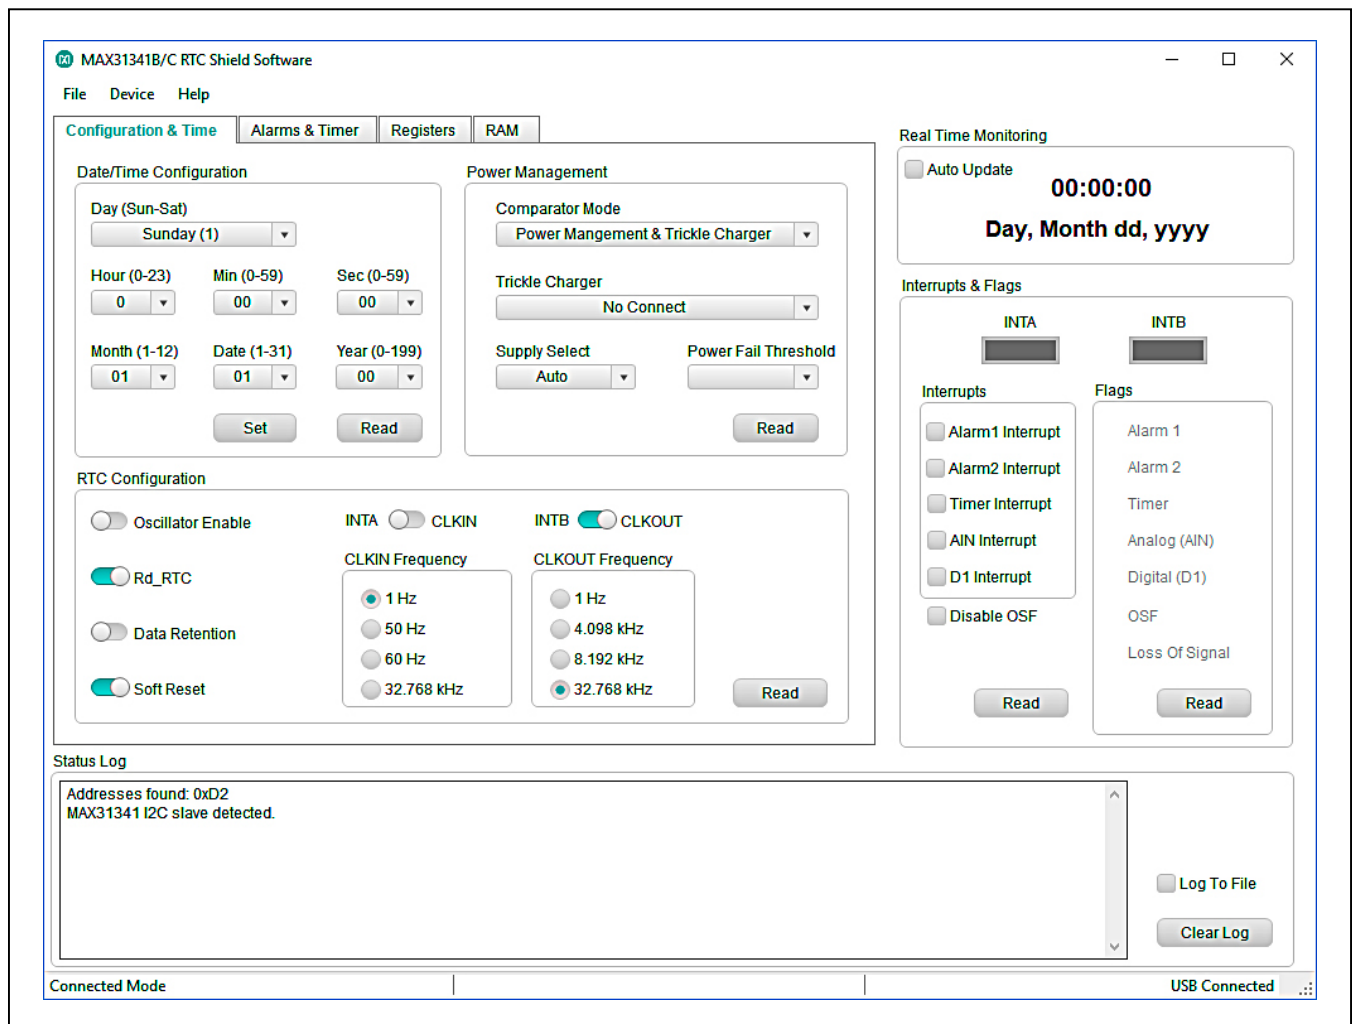 MAX31341B/C RTC Shield Software
File Device Help
Configuration & Time Alarms & Timer Registers RAM
Date/Time Configuration
Day (Sun-Sat)
Sunday (1)
Hour (0-23) Min (0-59) Sec (0-59)
0 00 00
Month (1-12) Date (1-31) Year (0-199)
01 01 00
Set Read
Power Management
Comparator Mode
Power Mangement & Trickle Charger
Trickle Charger
No Connect
Supply Select Power Fail Threshold
Auto
Read
RTC Configuration
Oscillator Enable
Rd_RTC
Data Retention
Soft Reset
INTA CLKIN
CLKIN Frequency
1 Hz
50 Hz
60 Hz
32.768 kHz
INTB CLKOUT
CLKOUT Frequency
1 Hz
4.098 kHz
8.192 kHz
32.768 kHz
Read
Real Time Monitoring
Auto Update
00:00:00
Day, Month dd, yyyy
Interrupts & Flags
INTA INTB
Interrupts
Alarm1 Interrupt
Alarm2 Interrupt
Timer Interrupt
AIN Interrupt
D1 Interrupt
Disable OSF
Read
Flags
Alarm 1
Alarm 2
Timer
Analog (AIN)
Digital (D1)
OSF
Loss Of Signal
Read
Status Log
Addresses found: 0xD2
MAX31341 I2C slave detected.
Log To File
Clear Log
Connected Mode USB Connected